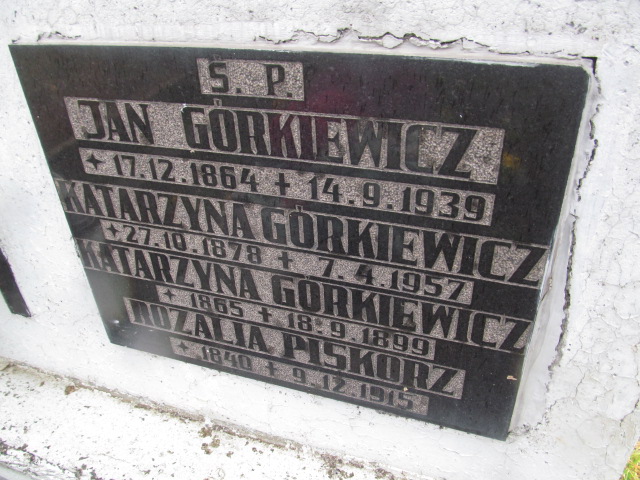 Ś. P.
JAN GÓRKIEWICZ
✦ 17.12.1864 ✝ 14.9.1939
KATARZYNA GÓRKIEWICZ
✦ 27.10.1878 ✝ 7.4.1957
KATARZYNA GÓRKIEWICZ
✦ 1865 ✝ 18.9.1899
ROZALIA PISKORZ
✦ 1840 ✝ 9.12.1915